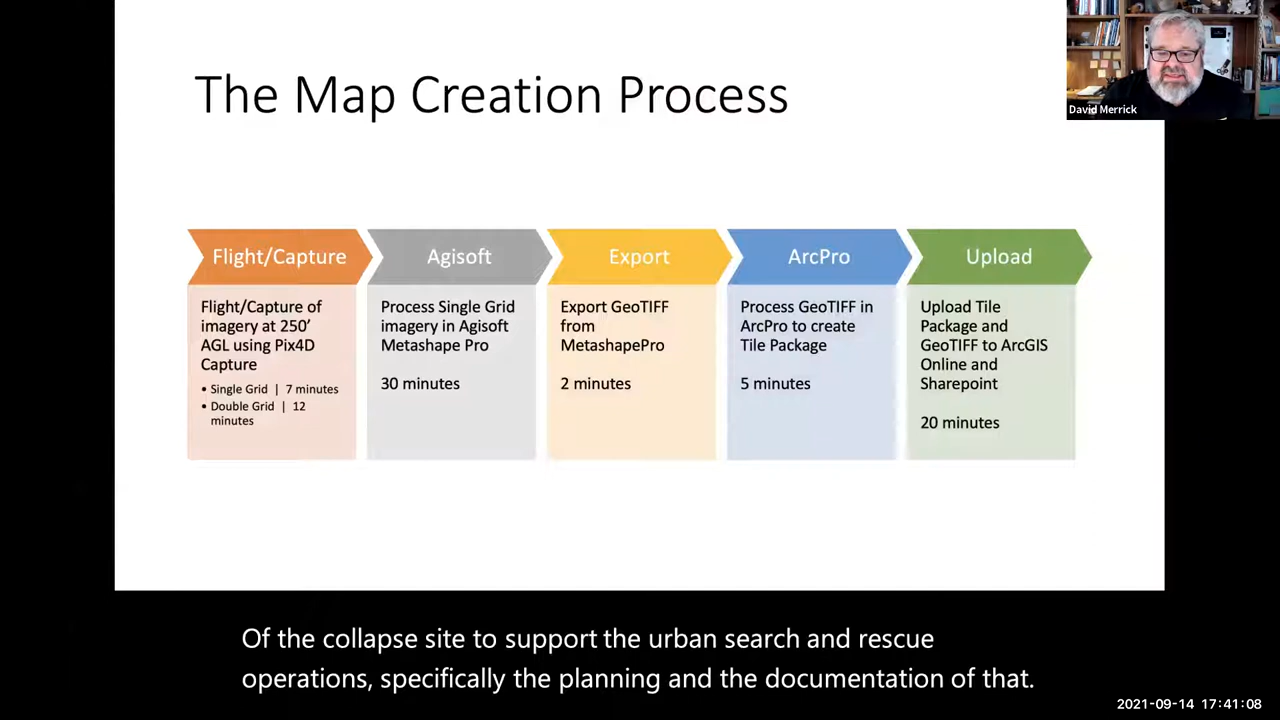 The Map Creation Process
David Merrick
Flight/Capture
Flight/Capture of
imagery at 250’
AGL using Pix4D
Capture
• Single Grid | 7 minutes
• Double Grid | 12
minutes
Agisoft
Process Single Grid
imagery in Agisoft
Metashape Pro
30 minutes
Export
Export GeoTIFF
from
MetashapePro
2 minutes
ArcPro
Process GeoTIFF in
ArcPro to create
Tile Package
5 minutes
Upload
Upload Tile
Package and
GeoTIFF to ArcGIS
Online and
Sharepoint
20 minutes
Of the collapse site to support the urban search and rescue
operations, specifically the planning and the documentation of that.
2021-09-14 17:41:08